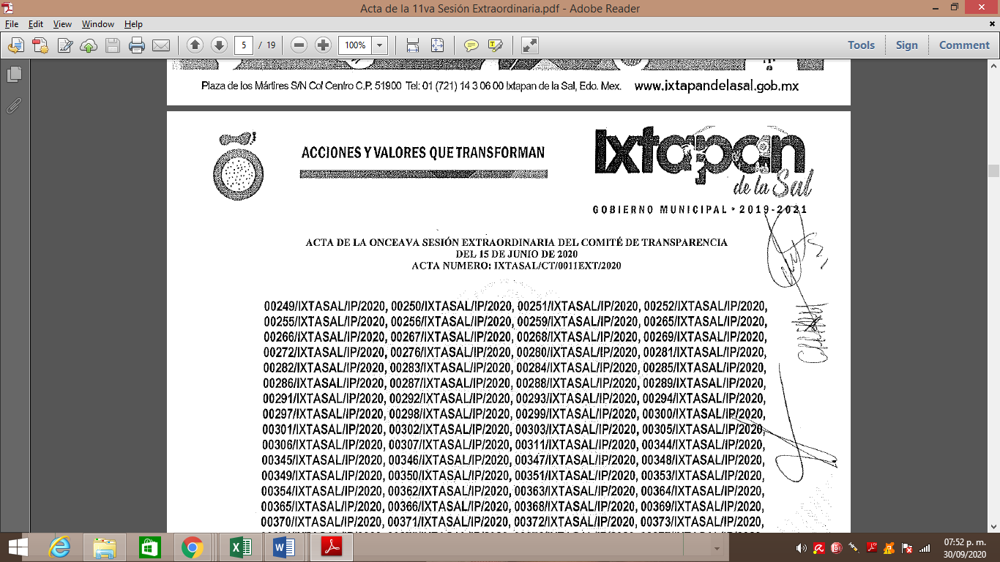 Acta de la 11va Sesión Extraordinaria.pdf - Adobe Reader
File Edit View Window Help
5 / 19 100% Tools Sign Comment
Plaza de los Mártires S/N Col Centro C.P. 51900 Tel: 01 (721) 14 3 06 00 Ixtapan de la Sal, Edo. Mex. www.ixtapandelasal.gob.mx
ACCIONES Y VALORES QUE TRANSFORMAN
Ixtapan
de la Sal
GOBIERNO MUNICIPAL • 2019-2021
ACTA DE LA ONCEAVA SESIÓN EXTRAORDINARIA DEL COMITÉ DE TRANSPARENCIA
DEL 15 DE JUNIO DE 2020
ACTA NUMERO: IXTASAL/CT/0011EXT/2020
00249/IXTASAL/IP/2020, 00250/IXTASAL/IP/2020, 00251/IXTASAL/IP/2020, 00252/IXTASAL/IP/2020,
00255/IXTASAL/IP/2020, 00256/IXTASAL/IP/2020, 00259/IXTASAL/IP/2020, 00265/IXTASAL/IP/2020,
00266/IXTASAL/IP/2020, 00267/IXTASAL/IP/2020, 00268/IXTASAL/IP/2020, 00269/IXTASAL/IP/2020,
00272/IXTASAL/IP/2020, 00276/IXTASAL/IP/2020, 00280/IXTASAL/IP/2020, 00281/IXTASAL/IP/2020,
00282/IXTASAL/IP/2020, 00283/IXTASAL/IP/2020, 00284/IXTASAL/IP/2020, 00285/IXTASAL/IP/2020,
00286/IXTASAL/IP/2020, 00287/IXTASAL/IP/2020, 00288/IXTASAL/IP/2020, 00289/IXTASAL/IP/2020,
00291/IXTASAL/IP/2020, 00292/IXTASAL/IP/2020, 00293/IXTASAL/IP/2020, 00294/IXTASAL/IP/2020,
00297/IXTASAL/IP/2020, 00298/IXTASAL/IP/2020, 00299/IXTASAL/IP/2020, 00300/IXTASAL/IP/2020,
00301/IXTASAL/IP/2020, 00302/IXTASAL/IP/2020, 00303/IXTASAL/IP/2020, 00305/IXTASAL/IP/2020,
00306/IXTASAL/IP/2020, 00307/IXTASAL/IP/2020, 00311/IXTASAL/IP/2020, 00344/IXTASAL/IP/2020,
00345/IXTASAL/IP/2020, 00346/IXTASAL/IP/2020, 00347/IXTASAL/IP/2020, 00348/IXTASAL/IP/2020,
00349/IXTASAL/IP/2020, 00350/IXTASAL/IP/2020, 00351/IXTASAL/IP/2020, 00353/IXTASAL/IP/2020,
00354/IXTASAL/IP/2020, 00362/IXTASAL/IP/2020, 00363/IXTASAL/IP/2020, 00364/IXTASAL/IP/2020,
00365/IXTASAL/IP/2020, 00366/IXTASAL/IP/2020, 00368/IXTASAL/IP/2020, 00369/IXTASAL/IP/2020,
00370/IXTASAL/IP/2020, 00371/IXTASAL/IP/2020, 00372/IXTASAL/IP/2020, 00373/IXTASAL/IP/2020,
07:52 p. m.
30/09/2020